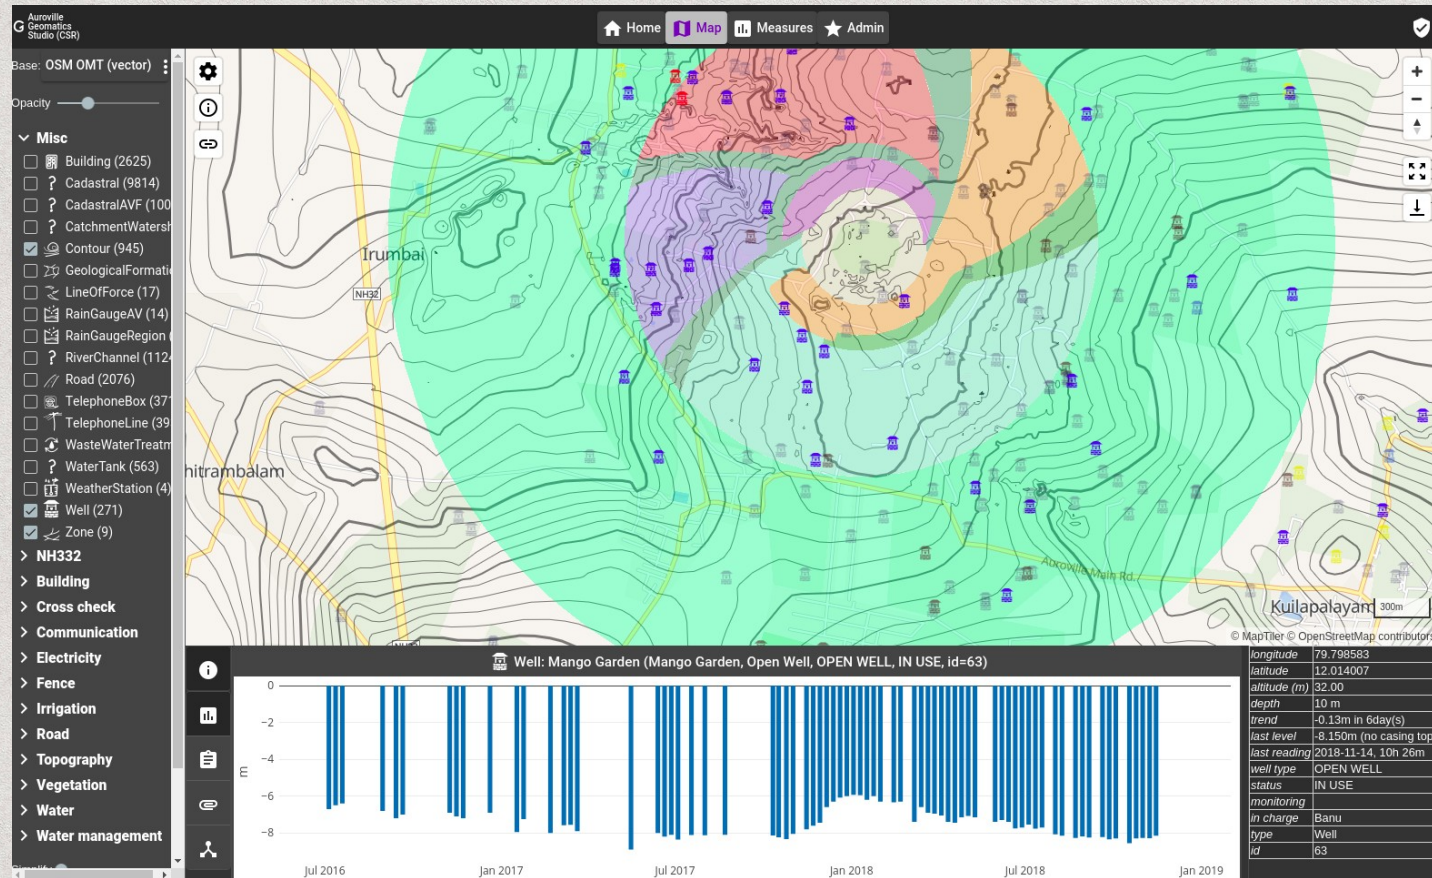 Auroville
Geomatics
Studio (CSR)
Home
Map
Measures
Admin
Base: OSM OMT (vector)
Opacity
Misc
Building (2625)
Cadastral (9814)
CadastralAVF (100
CatchmentWatersh
Contour (945)
GeologicalFormati
LineOfForce (17)
RainGaugeAV (14)
RainGaugeRegion (
RiverChannel (1124
Road (2076)
TelephoneBox (371
TelephoneLine (39
WasteWaterTreatm
WaterTank (563)
WeatherStation (4)
Well (271)
Zone (9)
NH332
Building
Cross check
Communication
Electricity
Fence
Irrigation
Road
Topography
Vegetation
Water
Water management
Irumbai
NH32
hitrambalam
Auroville Main Rd.
Kuilapalayam
300m
© MapTiler © OpenStreetMap contributors
Well: Mango Garden (Mango Garden, Open Well, OPEN WELL, IN USE, id=63)
0
−2
−4
m
−6
−8
Jul 2016
Jan 2017
Jul 2017
Jan 2018
Jul 2018
Jan 2019
longitude 79.798583
latitude 12.014007
altitude (m) 32.00
depth 10 m
trend -0.13m in 6day(s)
last level -8.150m (no casing top
last reading 2018-11-14, 10h 26m
well type OPEN WELL
status IN USE
monitoring
in charge Banu
type Well
id 63